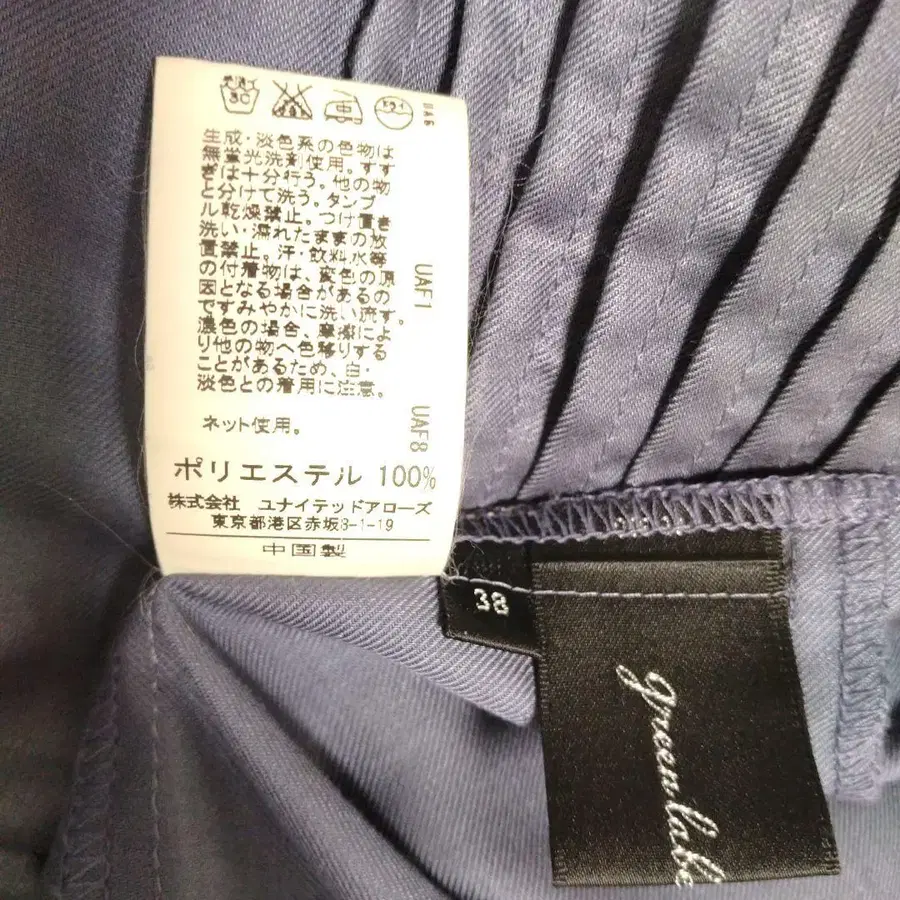 手洗イ
30
UA6
生成・淡色系の色物は
無蛍光洗剤使用。すす
ぎは十分行う。他の物
と分けて洗う。タンブ
ル乾燥禁止。つけ置き
洗い・濡れたままの放
置禁止。汗・飲料水等
の付着物は、変色の原
因となる場合があるの
ですみやかに洗い流す。
濃色の場合、摩擦によ
り他の物へ色移りする
ことがあるため、白・
淡色との着用に注意。
UAF1
ネット使用。
UAF8
ポリエステル 100%
株式会社 ユナイテッドアローズ
東京都港区赤坂8-1-19
中国製
38
green labe